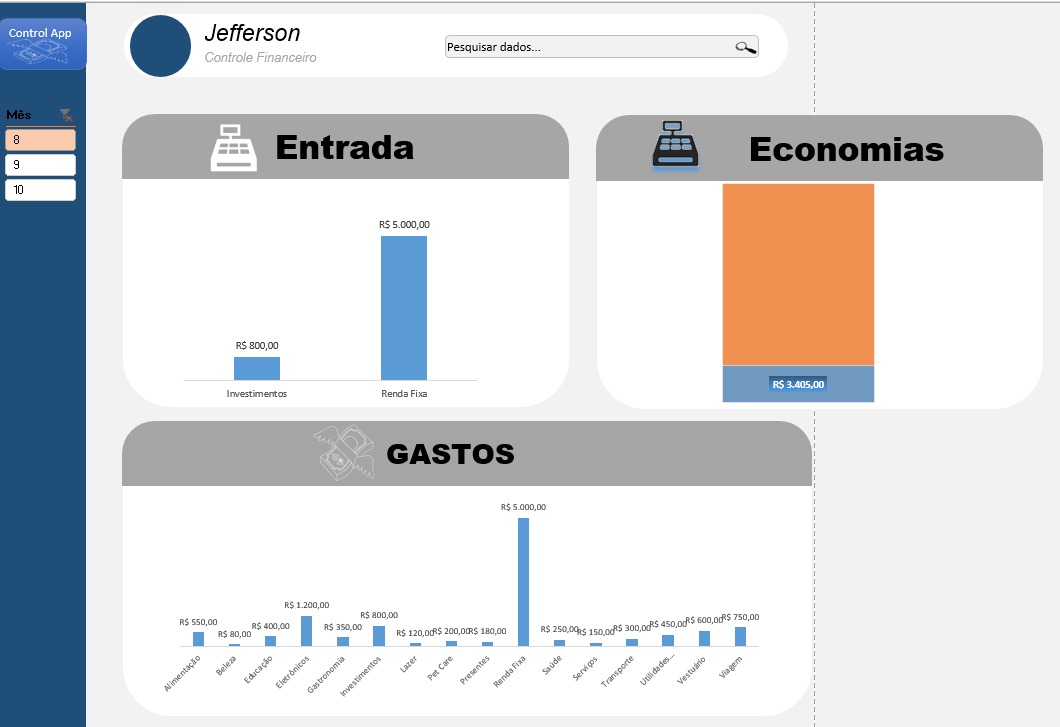 Control App
Jefferson
Controle Financeiro
Pesquisar dados...
Mês
8
9
10
Entrada
R$ 5.000,00
R$ 800,00
Investimentos
Renda Fixa
Economias
R$ 3.405,00
GASTOS
R$ 5.000,00
R$ 550,00
R$ 80,00
R$ 400,00
R$ 1.200,00
R$ 350,00
R$ 800,00
R$ 120,00
R$ 200,00
R$ 180,00
R$ 250,00
R$ 150,00
R$ 300,00
R$ 450,00
R$ 600,00
R$ 750,00
Alimentação
Beleza
Educação
Eletrônicos
Gastronomia
Investimentos
Lazer
Pet Care
Presentes
Renda Fixa
Saúde
Serviços
Transporte
Utilidades...
Vestuário
Viagem